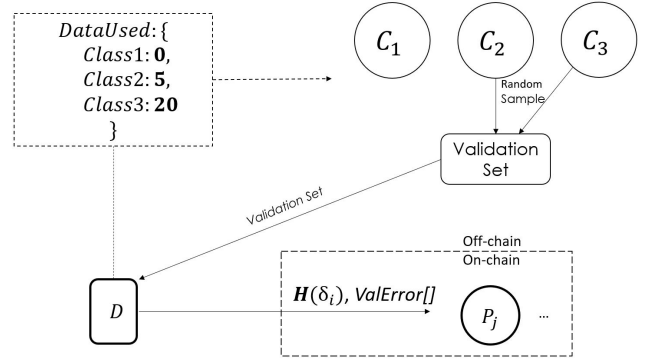 DataUsed: {
Class1: 0,
Class2: 5,
Class3: 20
}
C₁
C₂
C₃
Random
Sample
Validation
Set
Validation Set
Off-chain
On-chain
D
H(δᵢ), ValError[]
Pⱼ
...